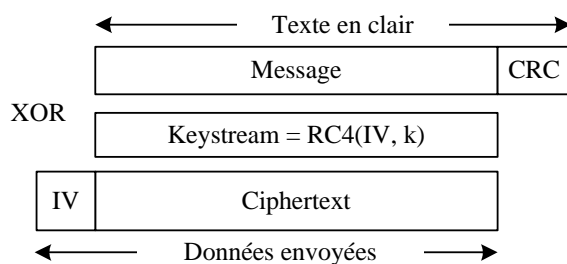 Texte en clair
Message CRC
XOR
Keystream = RC4(IV, k)
IV Ciphertext
Données envoyées